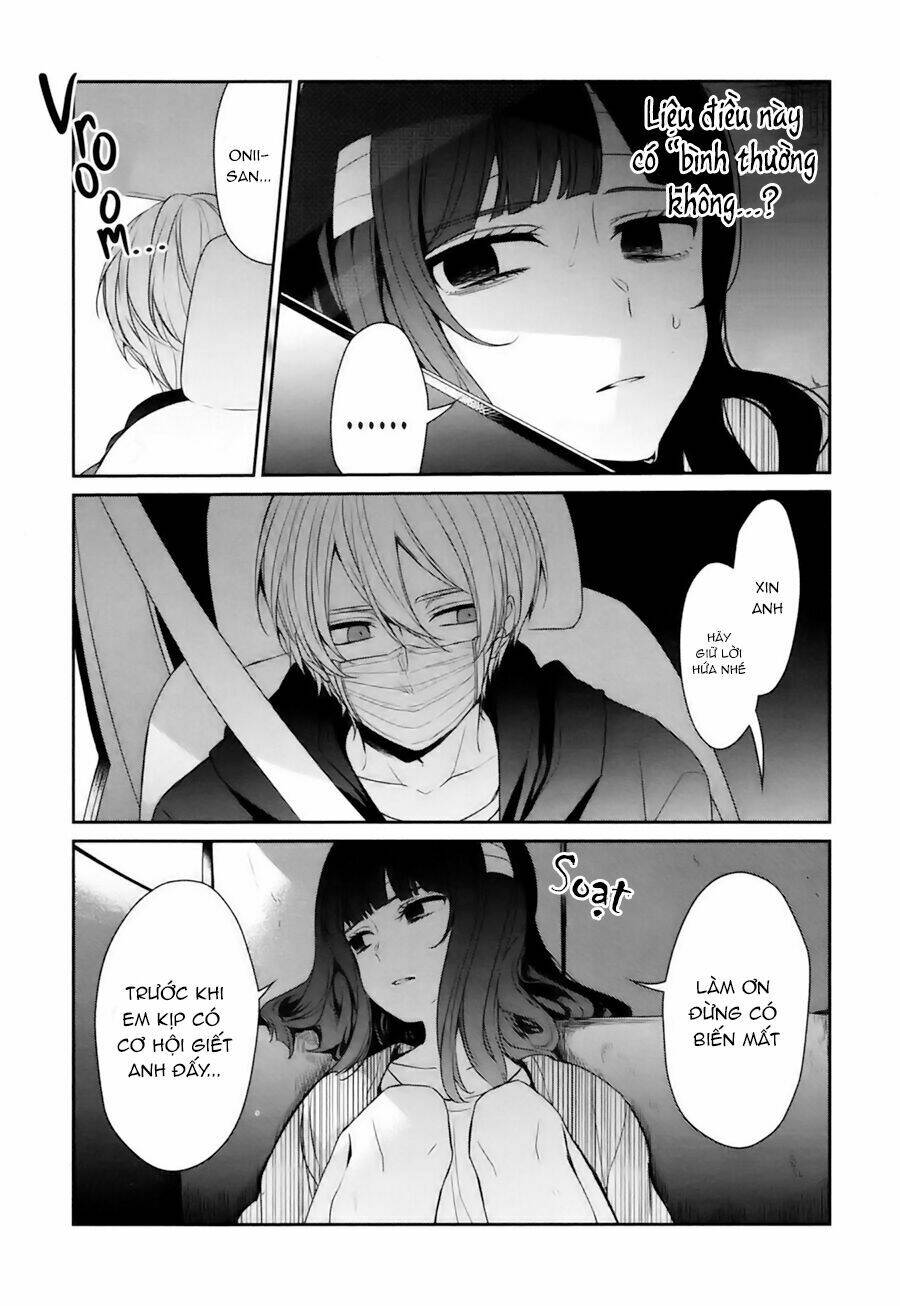 Liệu điều này
có "bình thường
không...?
......
ONII-
SAN...
Vrooom...
XIN
ANH
HÃY
GIỮ LỜI
HỨA NHÉ
Soạt
LÀM ƠN
ĐỪNG CÓ
BIẾN MẤT
TRƯỚC KHI
EM KỊP CÓ
CƠ HỘI GIẾT
ANH ĐẤY...